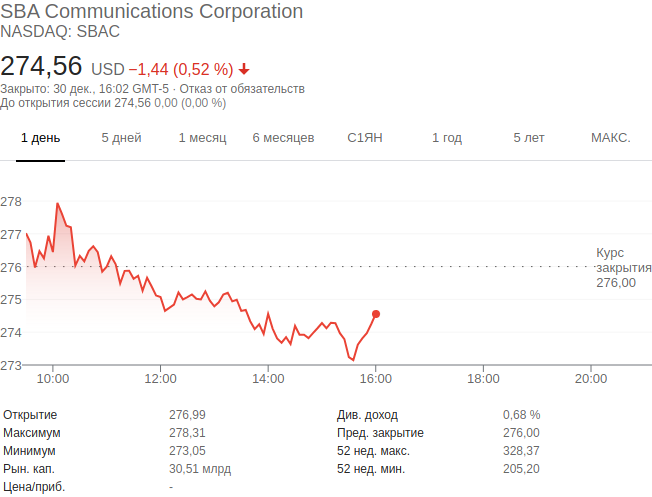 SBA Communications Corporation
NASDAQ: SBAC
274,56 USD −1,44 (0,52 %)
Закрыто: 30 дек., 16:02 GMT-5 · Отказ от обязательств
До открытия сессии 274,56 0,00 (0,00 %)
1 день 5 дней 1 месяц 6 месяцев С1ЯН 1 год 5 лет МАКС.
278
277
Курс
276 закрытия
276,00
275
274
273
10:00 12:00 14:00 16:00 18:00 20:00
Открытие 276,99 Див. доход 0,68 %
Максимум 278,31 Пред. закрытие 276,00
Минимум 273,05 52 нед. макс. 328,37
Рын. кап. 30,51 млрд 52 нед. мин. 205,20
Цена/приб. -